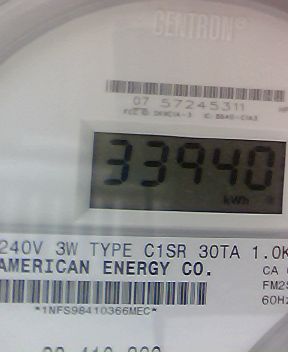 CENTRON®
07 57245311
33940
kWh
240V 3W TYPE C1SR 30TA 1.0K
AMERICAN ENERGY CO.
CA
FM2S
60Hz
*1NFS98410366MEC*